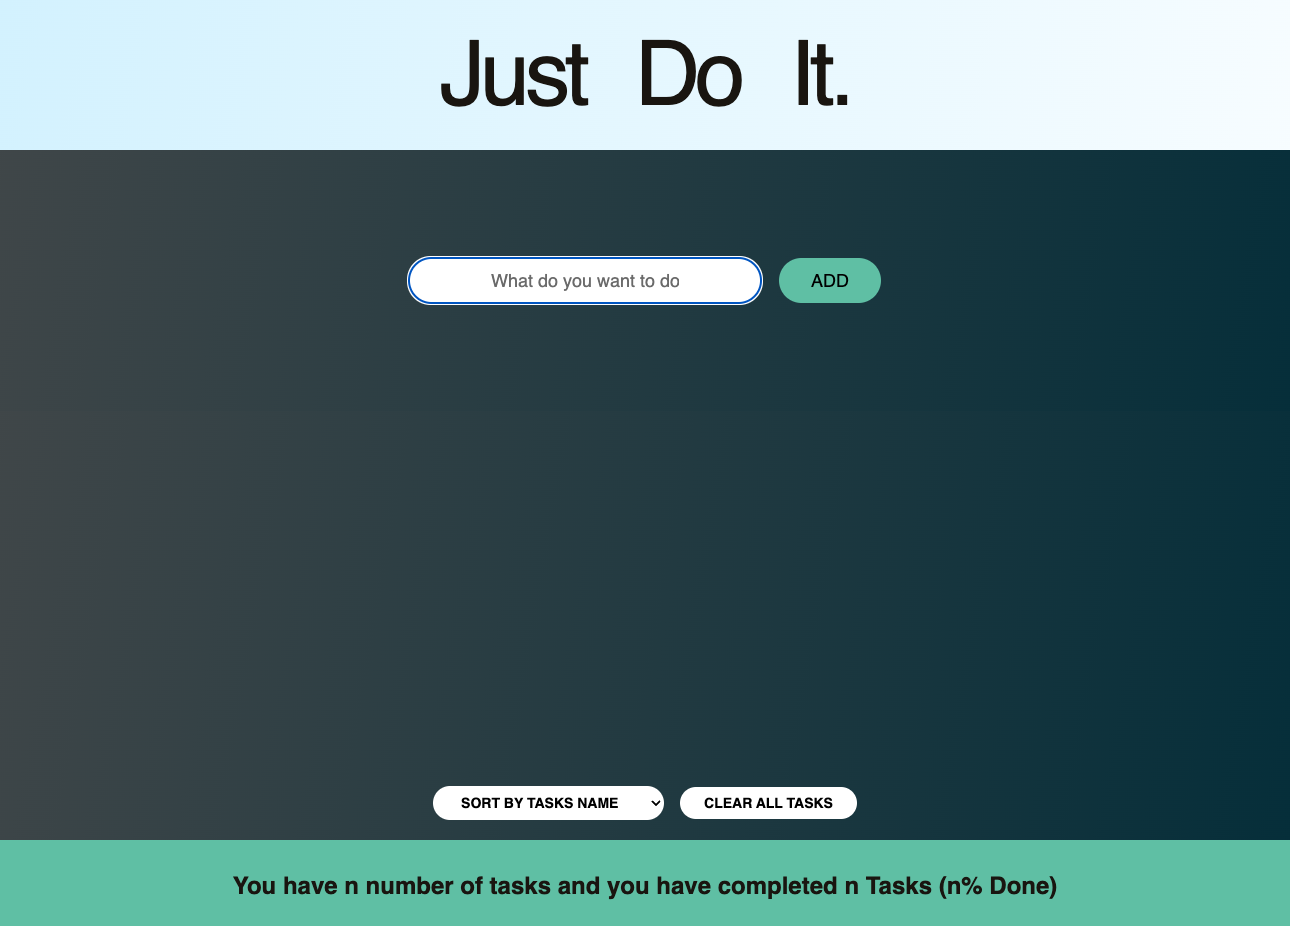 Just Do It.
What do you want to do
ADD
SORT BY TASKS NAME
CLEAR ALL TASKS
You have n number of tasks and you have completed n Tasks (n% Done)